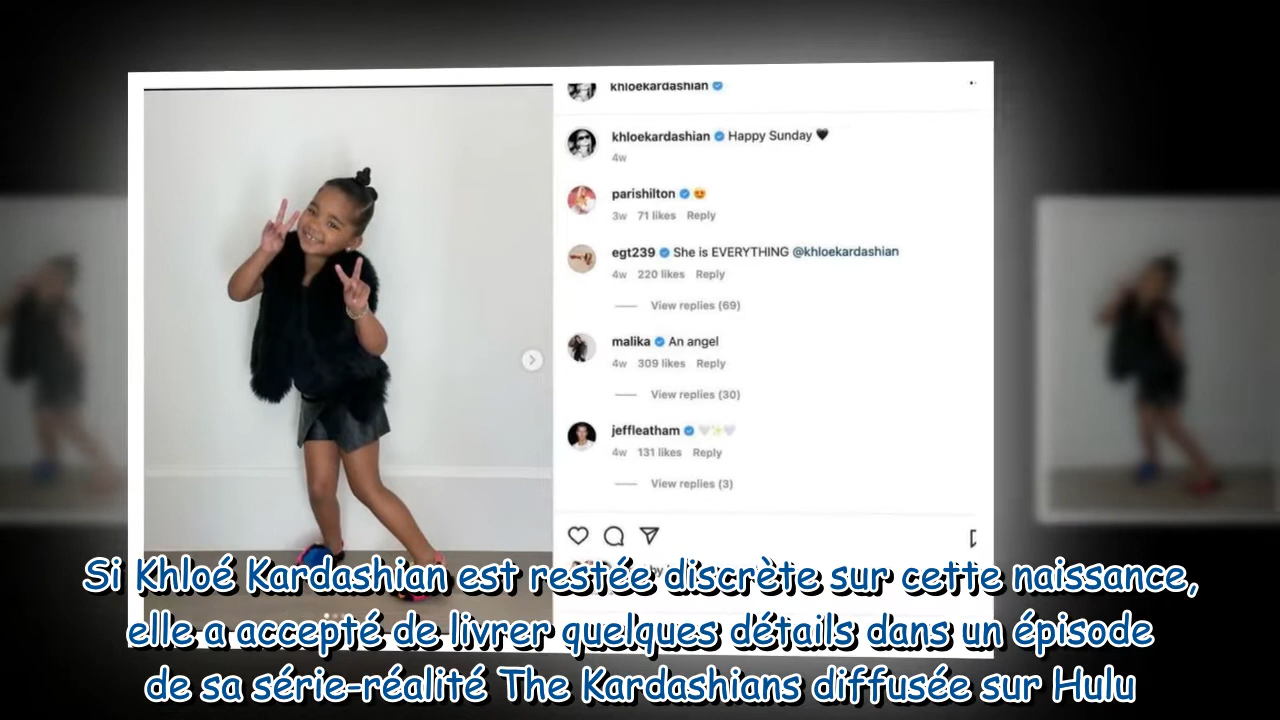 khloekardashian
khloekardashian Happy Sunday 🖤
4w
parishilton 😍
3w 71 likes Reply
egt239 She is EVERYTHING @khloekardashian
4w 220 likes Reply
View replies (69)
malika An angel
4w 309 likes Reply
View replies (30)
jeffleatham 🤍✨🤍
4w 131 likes Reply
View replies (3)
by
Si Khloé Kardashian est restée discrète sur cette naissance,
elle a accepté de livrer quelques détails dans un épisode
de sa série-réalité The Kardashians diffusée sur Hulu